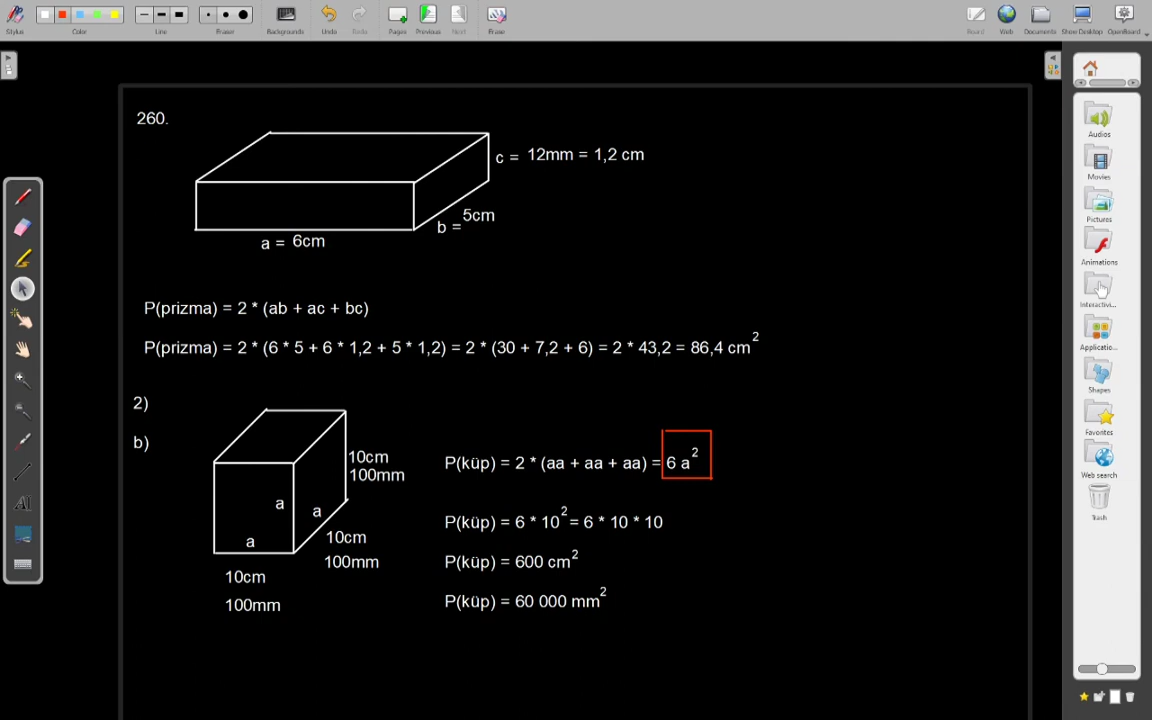 Stylus
Color
Line
Eraser
Backgrounds
Undo
Redo
Pages
Previous
Next
Erase
Board
Web
Documents
Show Desktop
OpenBoard
260.
c = 12mm = 1,2 cm
b = 5cm
a = 6cm
P(prizma) = 2 * (ab + ac + bc)
P(prizma) = 2 * (6 * 5 + 6 * 1,2 + 5 * 1,2) = 2 * (30 + 7,2 + 6) = 2 * 43,2 = 86,4 cm²
2)
b)
10cm
100mm
a
a
a
10cm
100mm
10cm
100mm
P(küp) = 2 * (aa + aa + aa) = 6 a²
P(küp) = 6 * 10² = 6 * 10 * 10
P(küp) = 600 cm²
P(küp) = 60 000 mm²
Audios
Movies
Pictures
Animations
Interactivi...
Applicatio...
Shapes
Favorites
Web search
Trash